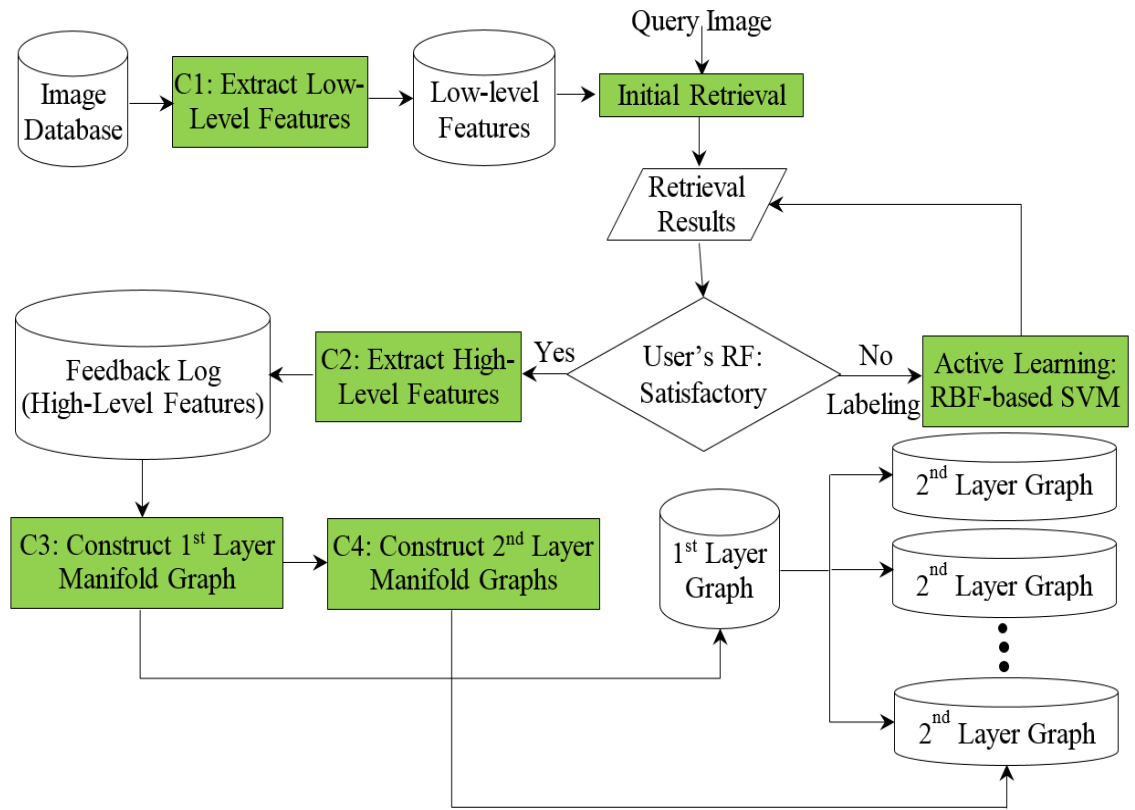 Query Image
Image
Database
C1: Extract Low-
Level Features
Low-level
Features
Initial Retrieval
Retrieval
Results
User's RF:
Satisfactory
Yes
No
Labeling
Active Learning:
RBF-based SVM
C2: Extract High-
Level Features
Feedback Log
(High-Level Features)
C3: Construct 1st Layer
Manifold Graph
C4: Construct 2nd Layer
Manifold Graphs
1st Layer
Graph
2nd Layer Graph
2nd Layer Graph
2nd Layer Graph